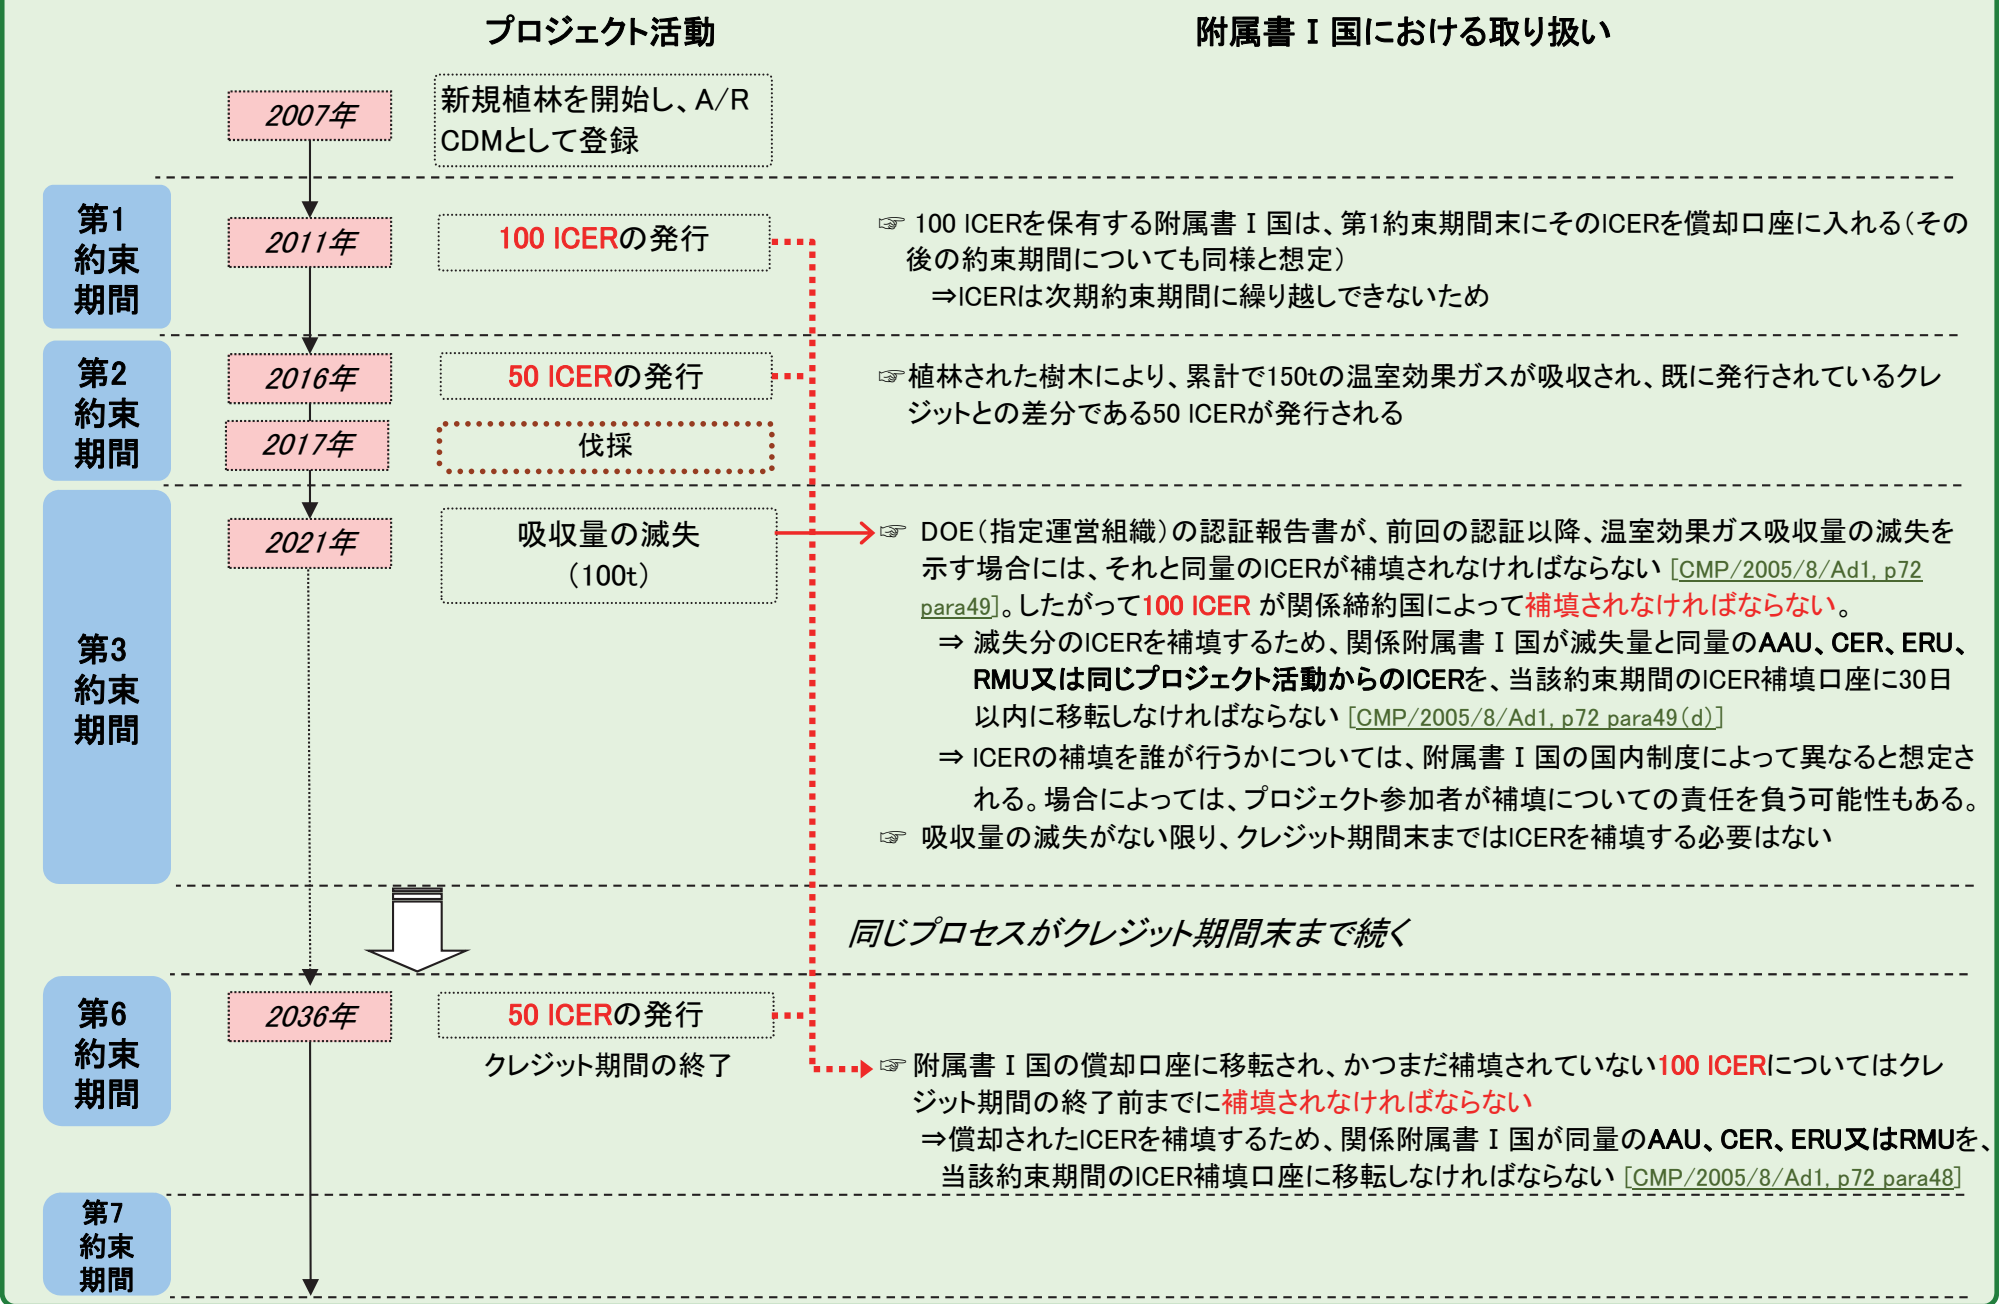 プロジェクト活動
附属書Ⅰ国における取り扱い
2007年
新規植林を開始し、A/R
CDMとして登録
第1
約束
期間
2011年
100 lCERの発行
☞ 100 lCERを保有する附属書Ⅰ国は、第1約束期間末にそのlCERを償却口座に入れる(その
後の約束期間についても同様と想定)
⇒lCERは次期約束期間に繰り越しできないため
第2
約束
期間
2016年
50 lCERの発行
☞植林された樹木により、累計で150tの温室効果ガスが吸収され、既に発行されているクレ
ジットとの差分である50 lCERが発行される
2017年
伐採
第3
約束
期間
2021年
吸収量の滅失
(100t)
☞ DOE(指定運営組織)の認証報告書が、前回の認証以降、温室効果ガス吸収量の滅失を
示す場合には、それと同量のlCERが補填されなければならない [CMP/2005/8/Ad1, p72
para49]。したがって100 lCER が関係締約国によって補填されなければならない。
⇒ 滅失分のlCERを補填するため、関係附属書Ⅰ国が滅失量と同量のAAU、CER、ERU、
RMU又は同じプロジェクト活動からのlCERを、当該約束期間のlCER補填口座に30日
以内に移転しなければならない [CMP/2005/8/Ad1, p72 para49(d)]
⇒ lCERの補填を誰が行うかについては、附属書Ⅰ国の国内制度によって異なると想定さ
れる。場合によっては、プロジェクト参加者が補填についての責任を負う可能性もある。
☞ 吸収量の滅失がない限り、クレジット期間末まではlCERを補填する必要はない
同じプロセスがクレジット期間末まで続く
第6
約束
期間
2036年
50 lCERの発行
クレジット期間の終了
☞附属書Ⅰ国の償却口座に移転され、かつまだ補填されていない100 lCERについてはクレ
ジット期間の終了前までに補填されなければならない
⇒償却されたlCERを補填するため、関係附属書Ⅰ国が同量のAAU、CER、ERU又はRMUを、
当該約束期間のlCER補填口座に移転しなければならない [CMP/2005/8/Ad1, p72 para48]
第7
約束
期間